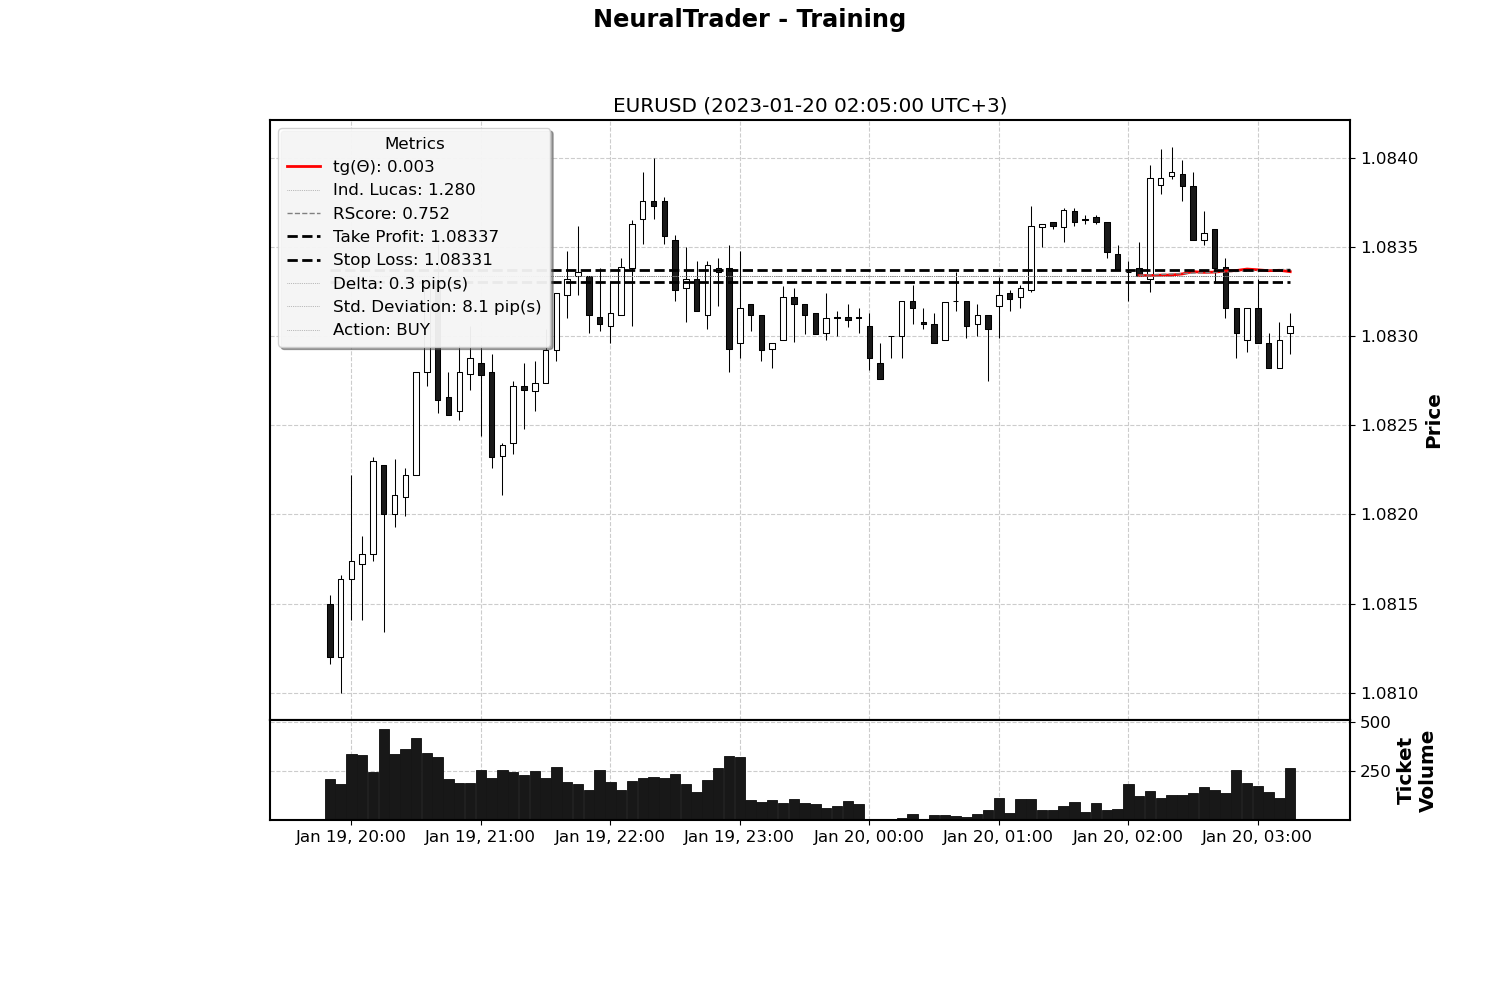 NeuralTrader - Training
EURUSD (2023-01-20 02:05:00 UTC+3)
Metrics
tg(Θ): 0.003
Ind. Lucas: 1.280
RScore: 0.752
Take Profit: 1.08337
Stop Loss: 1.08331
Delta: 0.3 pip(s)
Std. Deviation: 8.1 pip(s)
Action: BUY
1.0840
1.0835
1.0830
1.0825
1.0820
1.0815
1.0810
Price
500
250
Ticket
Volume
Jan 19, 20:00
Jan 19, 21:00
Jan 19, 22:00
Jan 19, 23:00
Jan 20, 00:00
Jan 20, 01:00
Jan 20, 02:00
Jan 20, 03:00